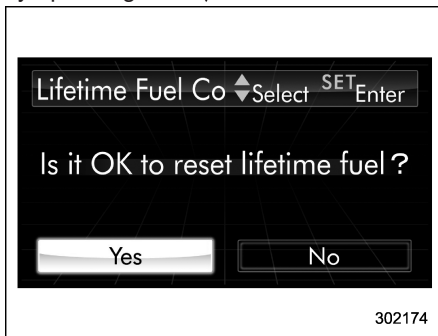 Lifetime Fuel Co Select SET Enter
Is it OK to reset lifetime fuel ?
Yes No
302174